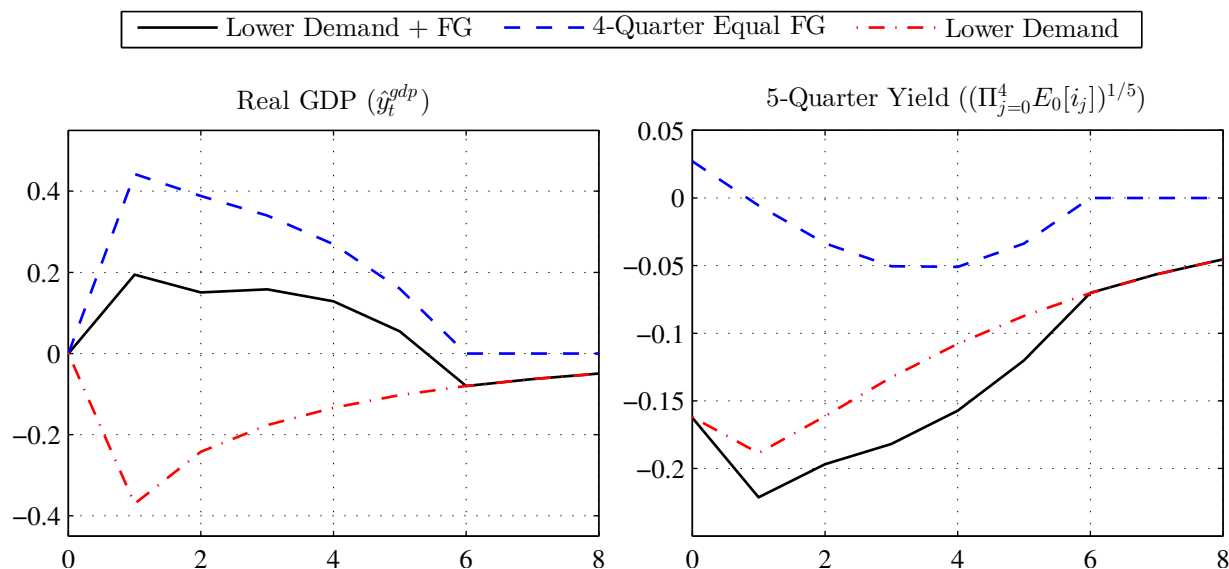 Lower Demand + FG 4-Quarter Equal FG Lower Demand
Real GDP (ŷ_t^{gdp})
0.4
0.2
0
−0.2
−0.4
0 2 4 6 8
5-Quarter Yield ((Π_{j=0}^4 E_0[i_j])^{1/5})
0.05
0
−0.05
−0.1
−0.15
−0.2
0 2 4 6 8